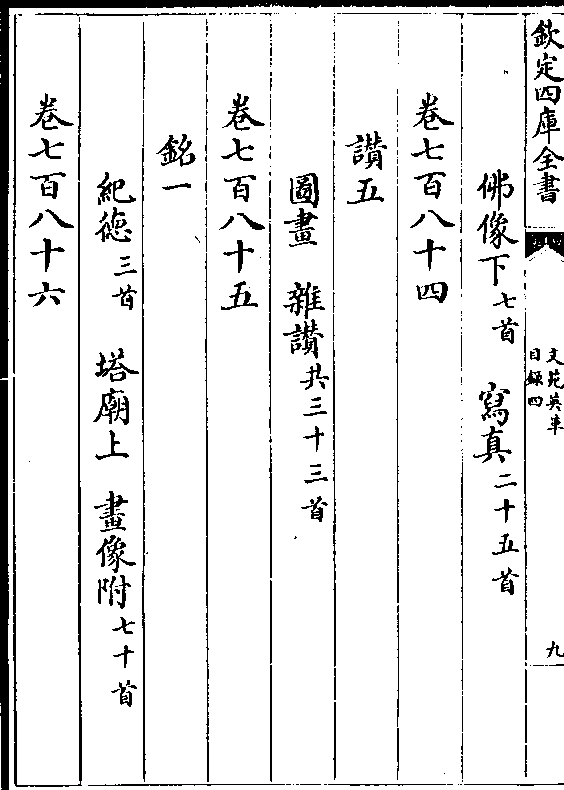 欽定四庫全書
文苑英華
目録四
九
佛像下七首　寫真二十五首
卷七百八十四
讃五
圖畫　雜讃共三十三首
卷七百八十五
銘一
紀德三首　塔廟上　畫像附七十首
卷七百八十六